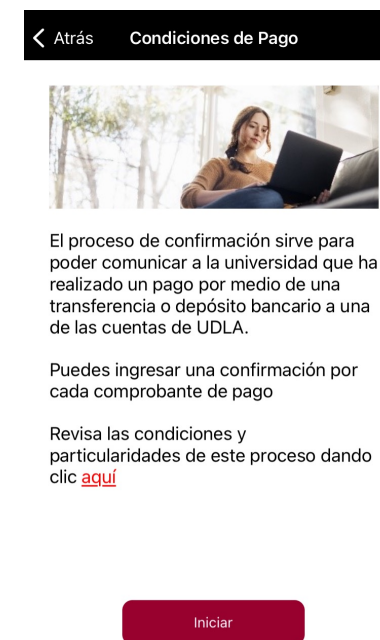 Atrás Condiciones de Pago
El proceso de confirmación sirve para
poder comunicar a la universidad que ha
realizado un pago por medio de una
transferencia o depósito bancario a una
de las cuentas de UDLA.
Puedes ingresar una confirmación por
cada comprobante de pago
Revisa las condiciones y
particularidades de este proceso dando
clic aquí
Iniciar